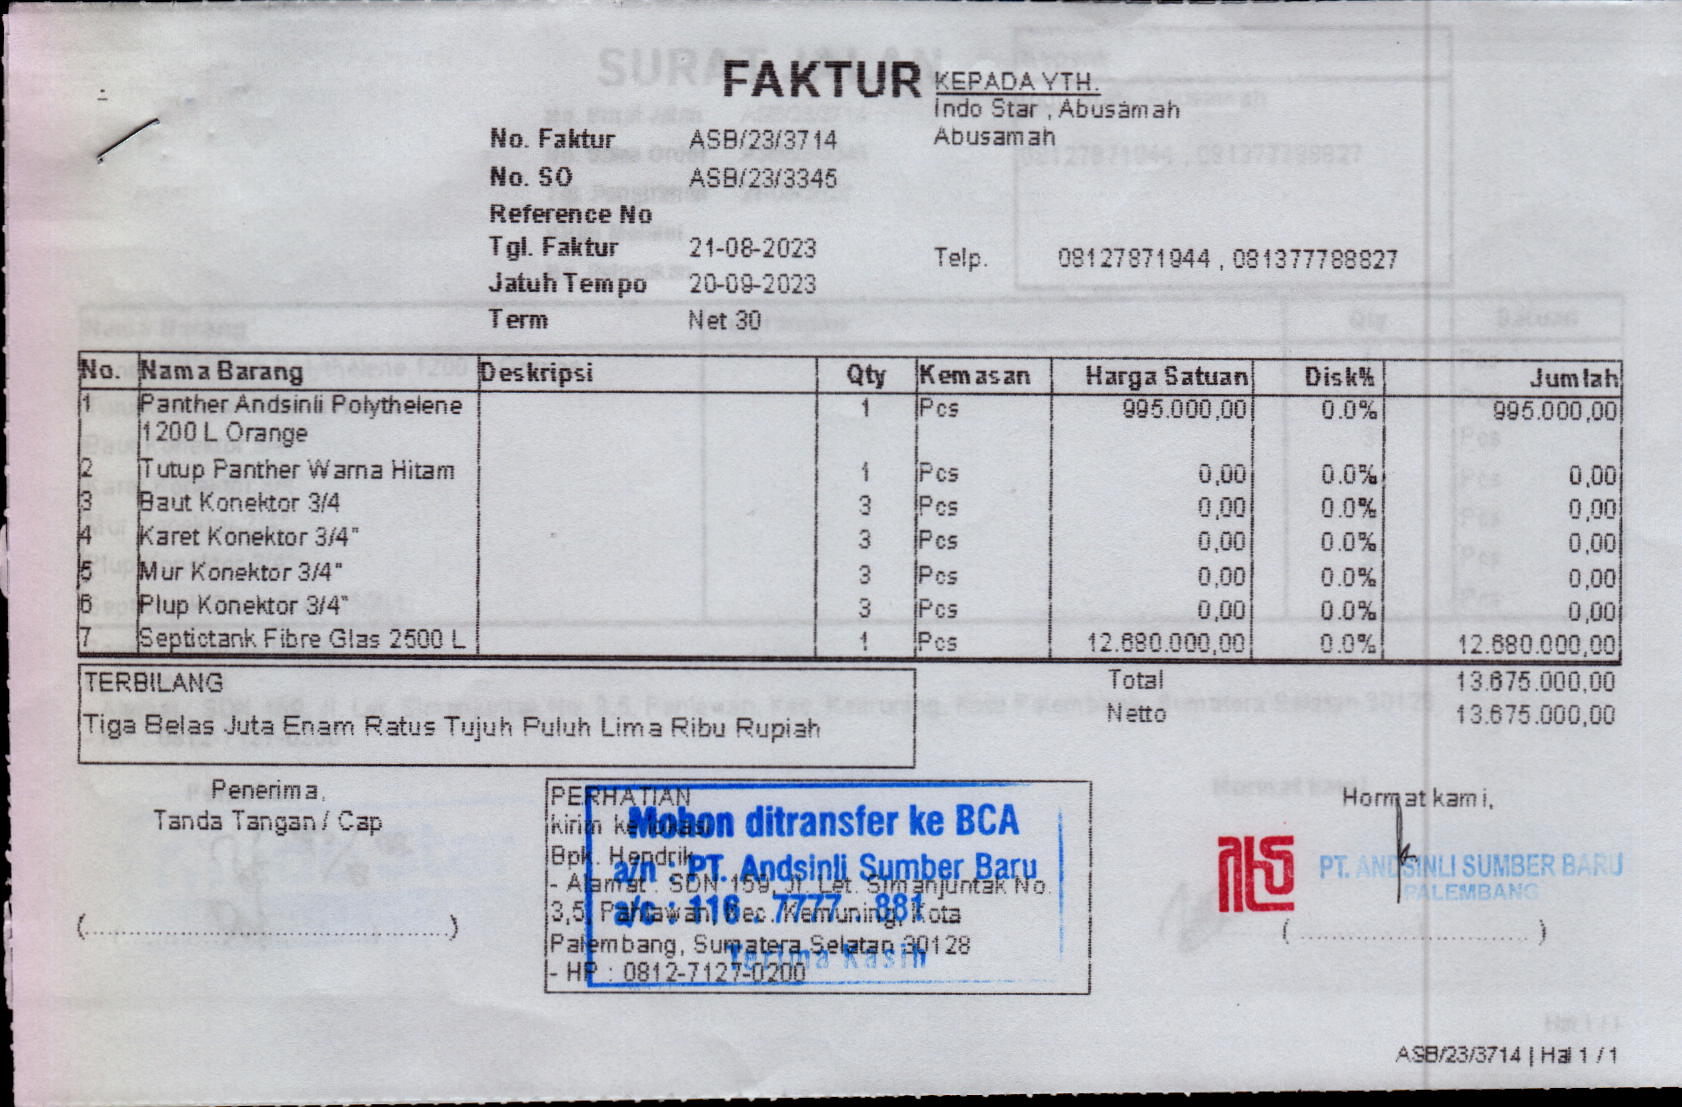 FAKTUR
KEPADA YTH.
Indo Star , Abusamah
Abusamah
No. Faktur ASB/23/3714
No. SO ASB/23/3345
Reference No
Tgl. Faktur 21-08-2023
Telp. 08127871944 , 081377788827
Jatuh Tempo 20-09-2023
Term Net 30
No. Nama Barang Deskripsi Qty Kemasan Harga Satuan Disk% Jumlah
1 Panther Andsinli Polythelene 1 Pcs 995.000,00 0.0% 995.000,00
1200 L Orange
2 Tutup Panther Warna Hitam 1 Pcs 0,00 0.0% 0,00
3 Baut Konektor 3/4 3 Pcs 0,00 0.0% 0,00
4 Karet Konektor 3/4" 3 Pcs 0,00 0.0% 0,00
5 Mur Konektor 3/4" 3 Pcs 0,00 0.0% 0,00
6 Plup Konektor 3/4" 3 Pcs 0,00 0.0% 0,00
7 Septictank Fibre Glas 2500 L 1 Pcs 12.680.000,00 0.0% 12.680.000,00
TERBILANG
Tiga Belas Juta Enam Ratus Tujuh Puluh Lima Ribu Rupiah
Total 13.675.000,00
Netto 13.675.000,00
Penerima,
Tanda Tangan / Cap
(....................................................)
PERHATIAN
kirim ke lokasi
Bpk. Hendrik
- Alamat : SDN 159, Jl. Let. Simanjuntak No.
3,5, Pahlawan, Kec. Kemuning, Kota
Palembang, Sumatera Selatan 30128
- HP : 0812-7127-0200
Mohon ditransfer ke BCA
a/n : PT. Andsinli Sumber Baru
a/c : 116 . 7777 . 881
Terima Kasih
Hormat kami,
PT. ANDSINLI SUMBER BARU
PALEMBANG
(....................................)
ASB/23/3714 | Hal 1 / 1